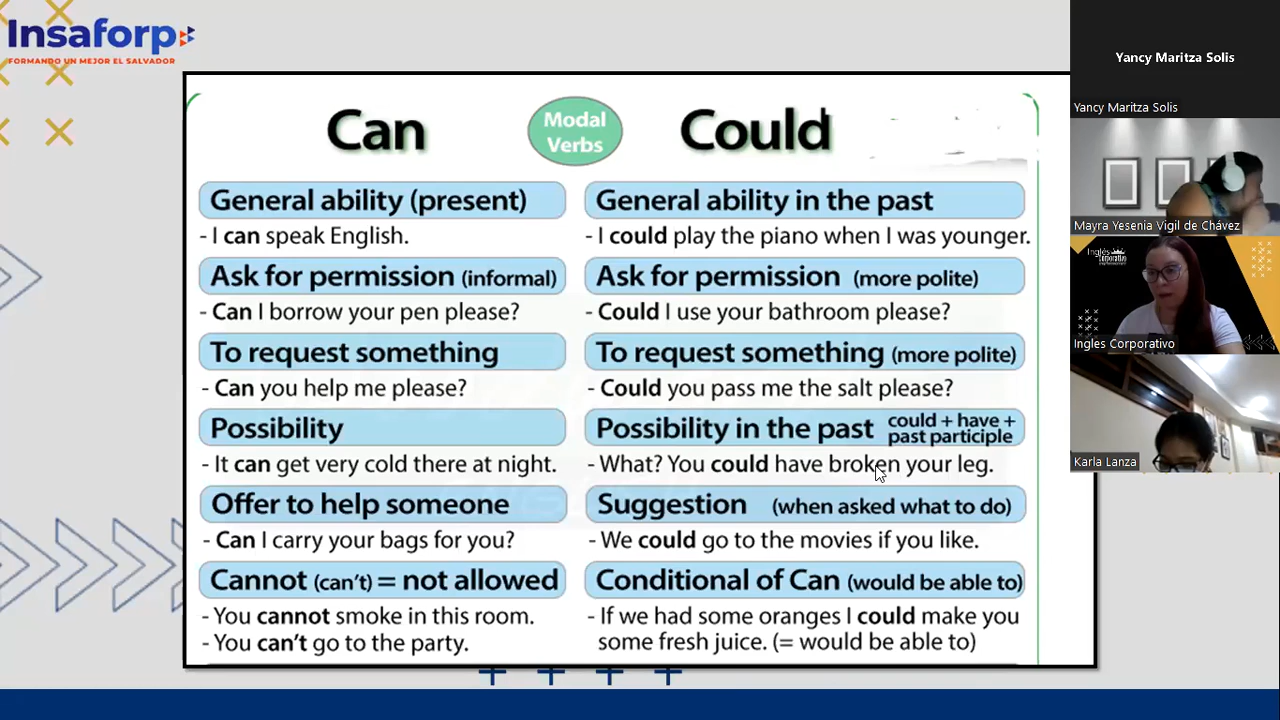 Insaforp
FORMANDO UN MEJOR EL SALVADOR
Can
Modal
Verbs
Could
General ability (present)
- I can speak English.
Ask for permission (informal)
- Can I borrow your pen please?
To request something
- Can you help me please?
Possibility
- It can get very cold there at night.
Offer to help someone
- Can I carry your bags for you?
Cannot (can't) = not allowed
- You cannot smoke in this room.
- You can't go to the party.
General ability in the past
- I could play the piano when I was younger.
Ask for permission (more polite)
- Could I use your bathroom please?
To request something (more polite)
- Could you pass me the salt please?
Possibility in the past could + have +
past participle
- What? You could have broken your leg.
Suggestion (when asked what to do)
- We could go to the movies if you like.
Conditional of Can (would be able to)
- If we had some oranges I could make you
some fresh juice. (= would be able to)
Yancy Maritza Solis
Yancy Maritza Solis
Mayra Yesenia Vigil de Chávez
Inglés
Corporativo
Ingles Corporativo
Karla Lanza